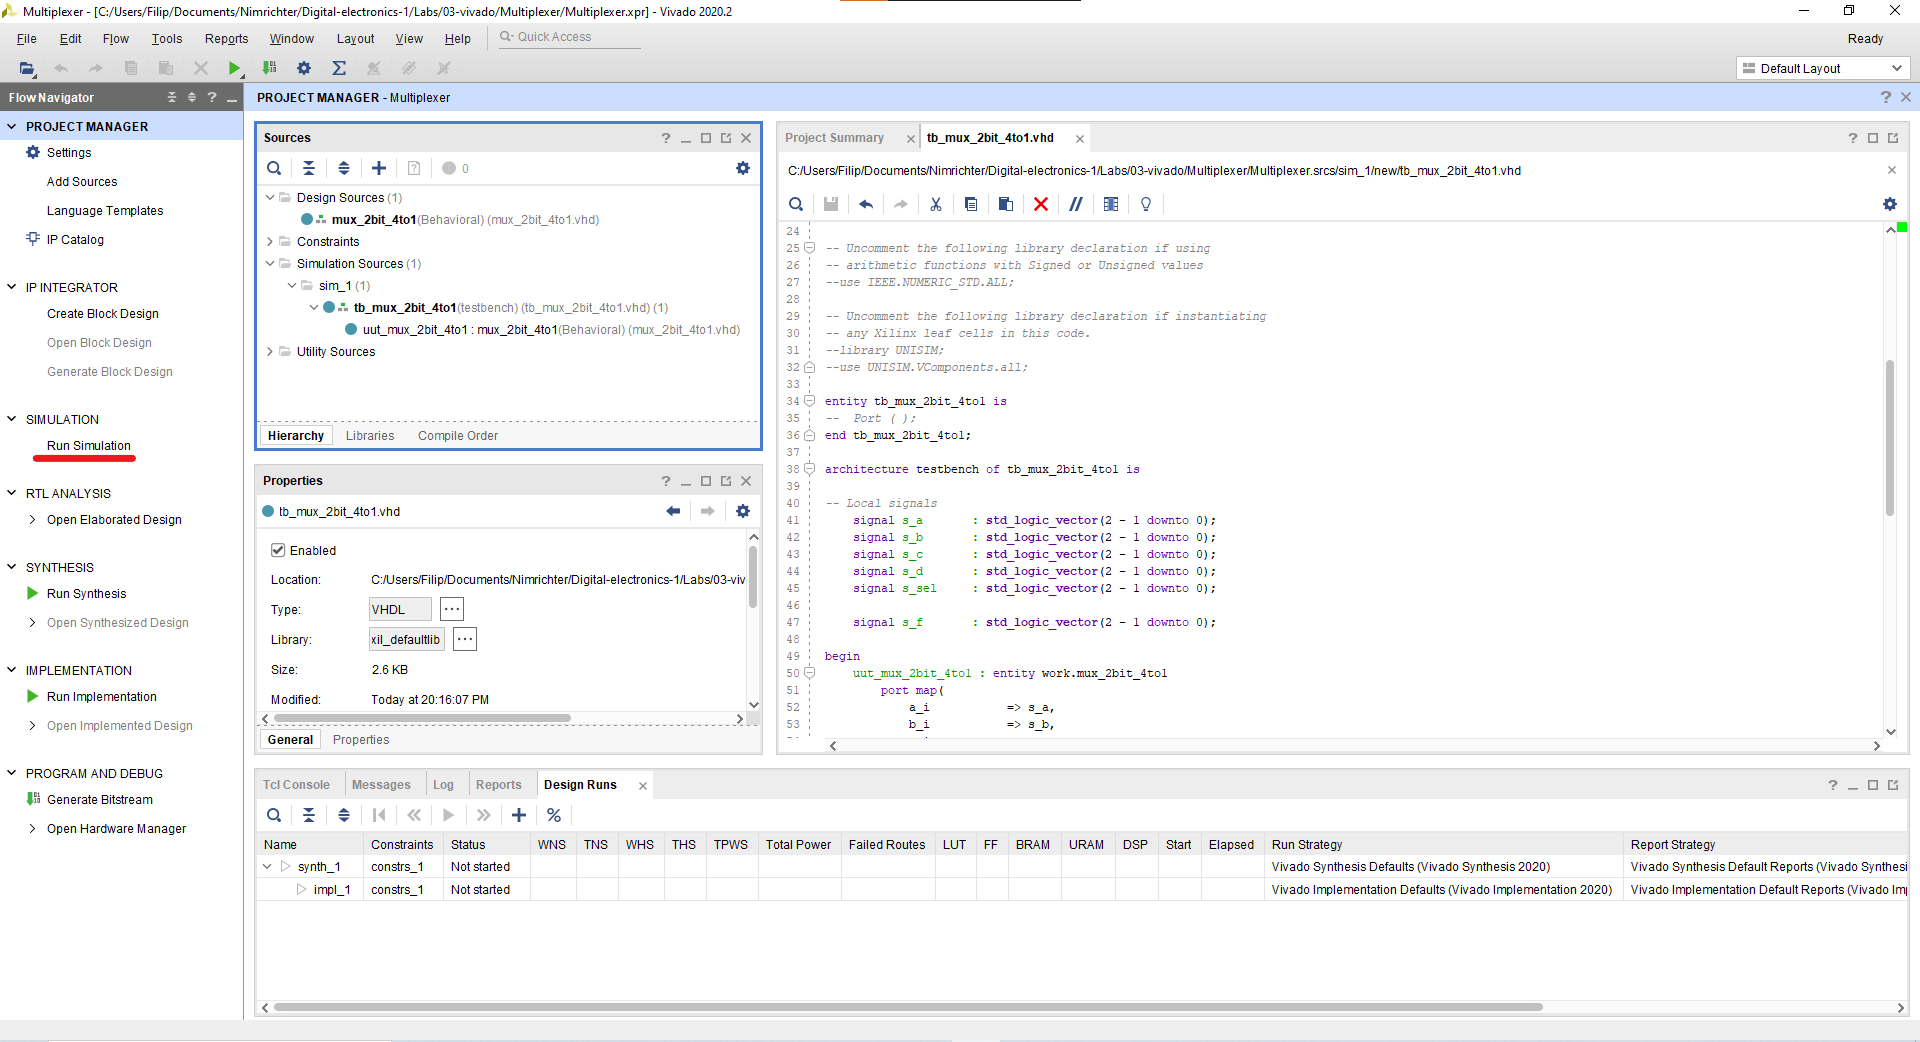 Multiplexer - [C:/Users/Filip/Documents/Nimrichter/Digital-electronics-1/Labs/03-vivado/Multiplexer/Multiplexer.xpr] - Vivado 2020.2
File Edit Flow Tools Reports Window Layout View Help Quick Access Ready
Default Layout
Flow Navigator
PROJECT MANAGER - Multiplexer
PROJECT MANAGER
Settings
Add Sources
Language Templates
IP Catalog
IP INTEGRATOR
Create Block Design
Open Block Design
Generate Block Design
SIMULATION
Run Simulation
RTL ANALYSIS
Open Elaborated Design
SYNTHESIS
Run Synthesis
Open Synthesized Design
IMPLEMENTATION
Run Implementation
Open Implemented Design
PROGRAM AND DEBUG
Generate Bitstream
Open Hardware Manager
Sources
0
Design Sources (1)
mux_2bit_4to1(Behavioral) (mux_2bit_4to1.vhd)
Constraints
Simulation Sources (1)
sim_1 (1)
tb_mux_2bit_4to1(testbench) (tb_mux_2bit_4to1.vhd) (1)
uut_mux_2bit_4to1 : mux_2bit_4to1(Behavioral) (mux_2bit_4to1.vhd)
Utility Sources
Hierarchy Libraries Compile Order
Properties
tb_mux_2bit_4to1.vhd
Enabled
Location: C:/Users/Filip/Documents/Nimrichter/Digital-electronics-1/Labs/03-viv
Type: VHDL
Library: xil_defaultlib
Size: 2.6 KB
Modified: Today at 20:16:07 PM
General Properties
Project Summary tb_mux_2bit_4to1.vhd
C:/Users/Filip/Documents/Nimrichter/Digital-electronics-1/Labs/03-vivado/Multiplexer/Multiplexer.srcs/sim_1/new/tb_mux_2bit_4to1.vhd
24
25 -- Uncomment the following library declaration if using
26 -- arithmetic functions with Signed or Unsigned values
27 --use IEEE.NUMERIC_STD.ALL;
28
29 -- Uncomment the following library declaration if instantiating
30 -- any Xilinx leaf cells in this code.
31 --library UNISIM;
32 --use UNISIM.VComponents.all;
33
34 entity tb_mux_2bit_4to1 is
35 --  Port ( );
36 end tb_mux_2bit_4to1;
37
38 architecture testbench of tb_mux_2bit_4to1 is
39
40 -- Local signals
41 signal s_a : std_logic_vector(2 - 1 downto 0);
42 signal s_b : std_logic_vector(2 - 1 downto 0);
43 signal s_c : std_logic_vector(2 - 1 downto 0);
44 signal s_d : std_logic_vector(2 - 1 downto 0);
45 signal s_sel : std_logic_vector(2 - 1 downto 0);
46
47 signal s_f : std_logic_vector(2 - 1 downto 0);
48
49 begin
50 uut_mux_2bit_4to1 : entity work.mux_2bit_4to1
51 port map(
52 a_i => s_a,
53 b_i => s_b,
Tcl Console Messages Log Reports Design Runs
Name Constraints Status WNS TNS WHS THS TPWS Total Power Failed Routes LUT FF BRAM URAM DSP Start Elapsed Run Strategy Report Strategy
synth_1 constrs_1 Not started Vivado Synthesis Defaults (Vivado Synthesis 2020) Vivado Synthesis Default Reports (Vivado Synthesi
impl_1 constrs_1 Not started Vivado Implementation Defaults (Vivado Implementation 2020) Vivado Implementation Default Reports (Vivado Im